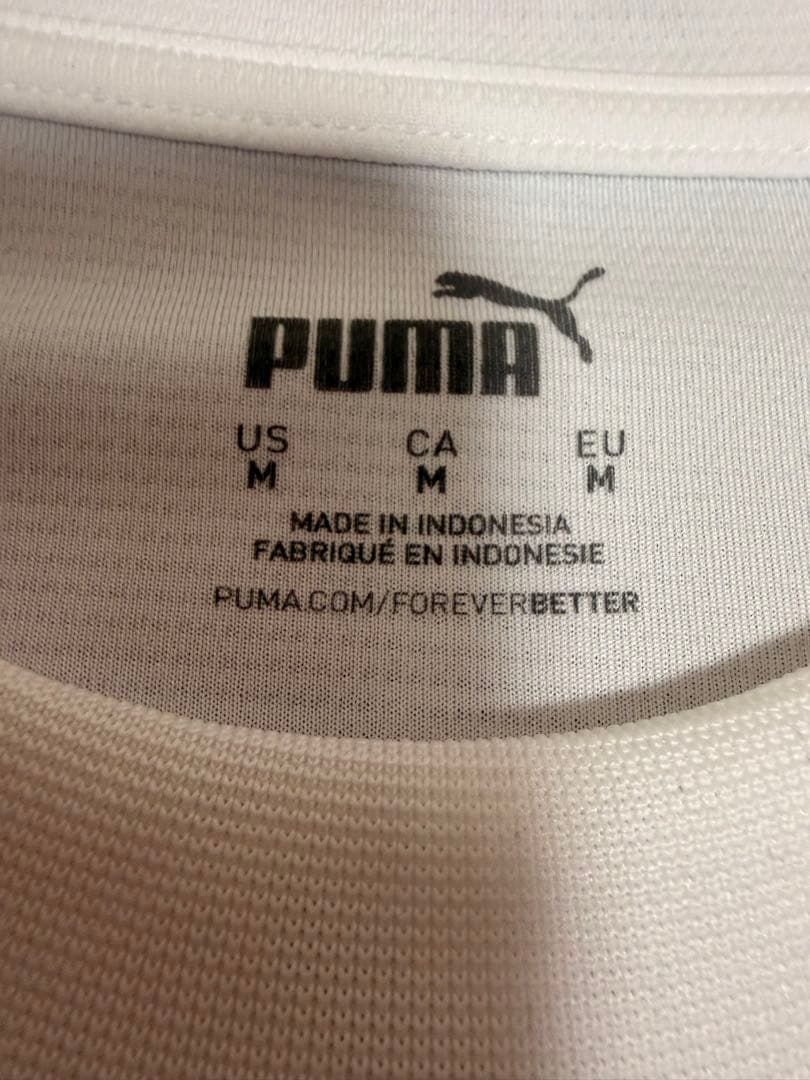 PUMA
US CA EU
M M M
MADE IN INDONESIA
FABRIQUÉ EN INDONESIE
PUMA.COM/FOREVERBETTER